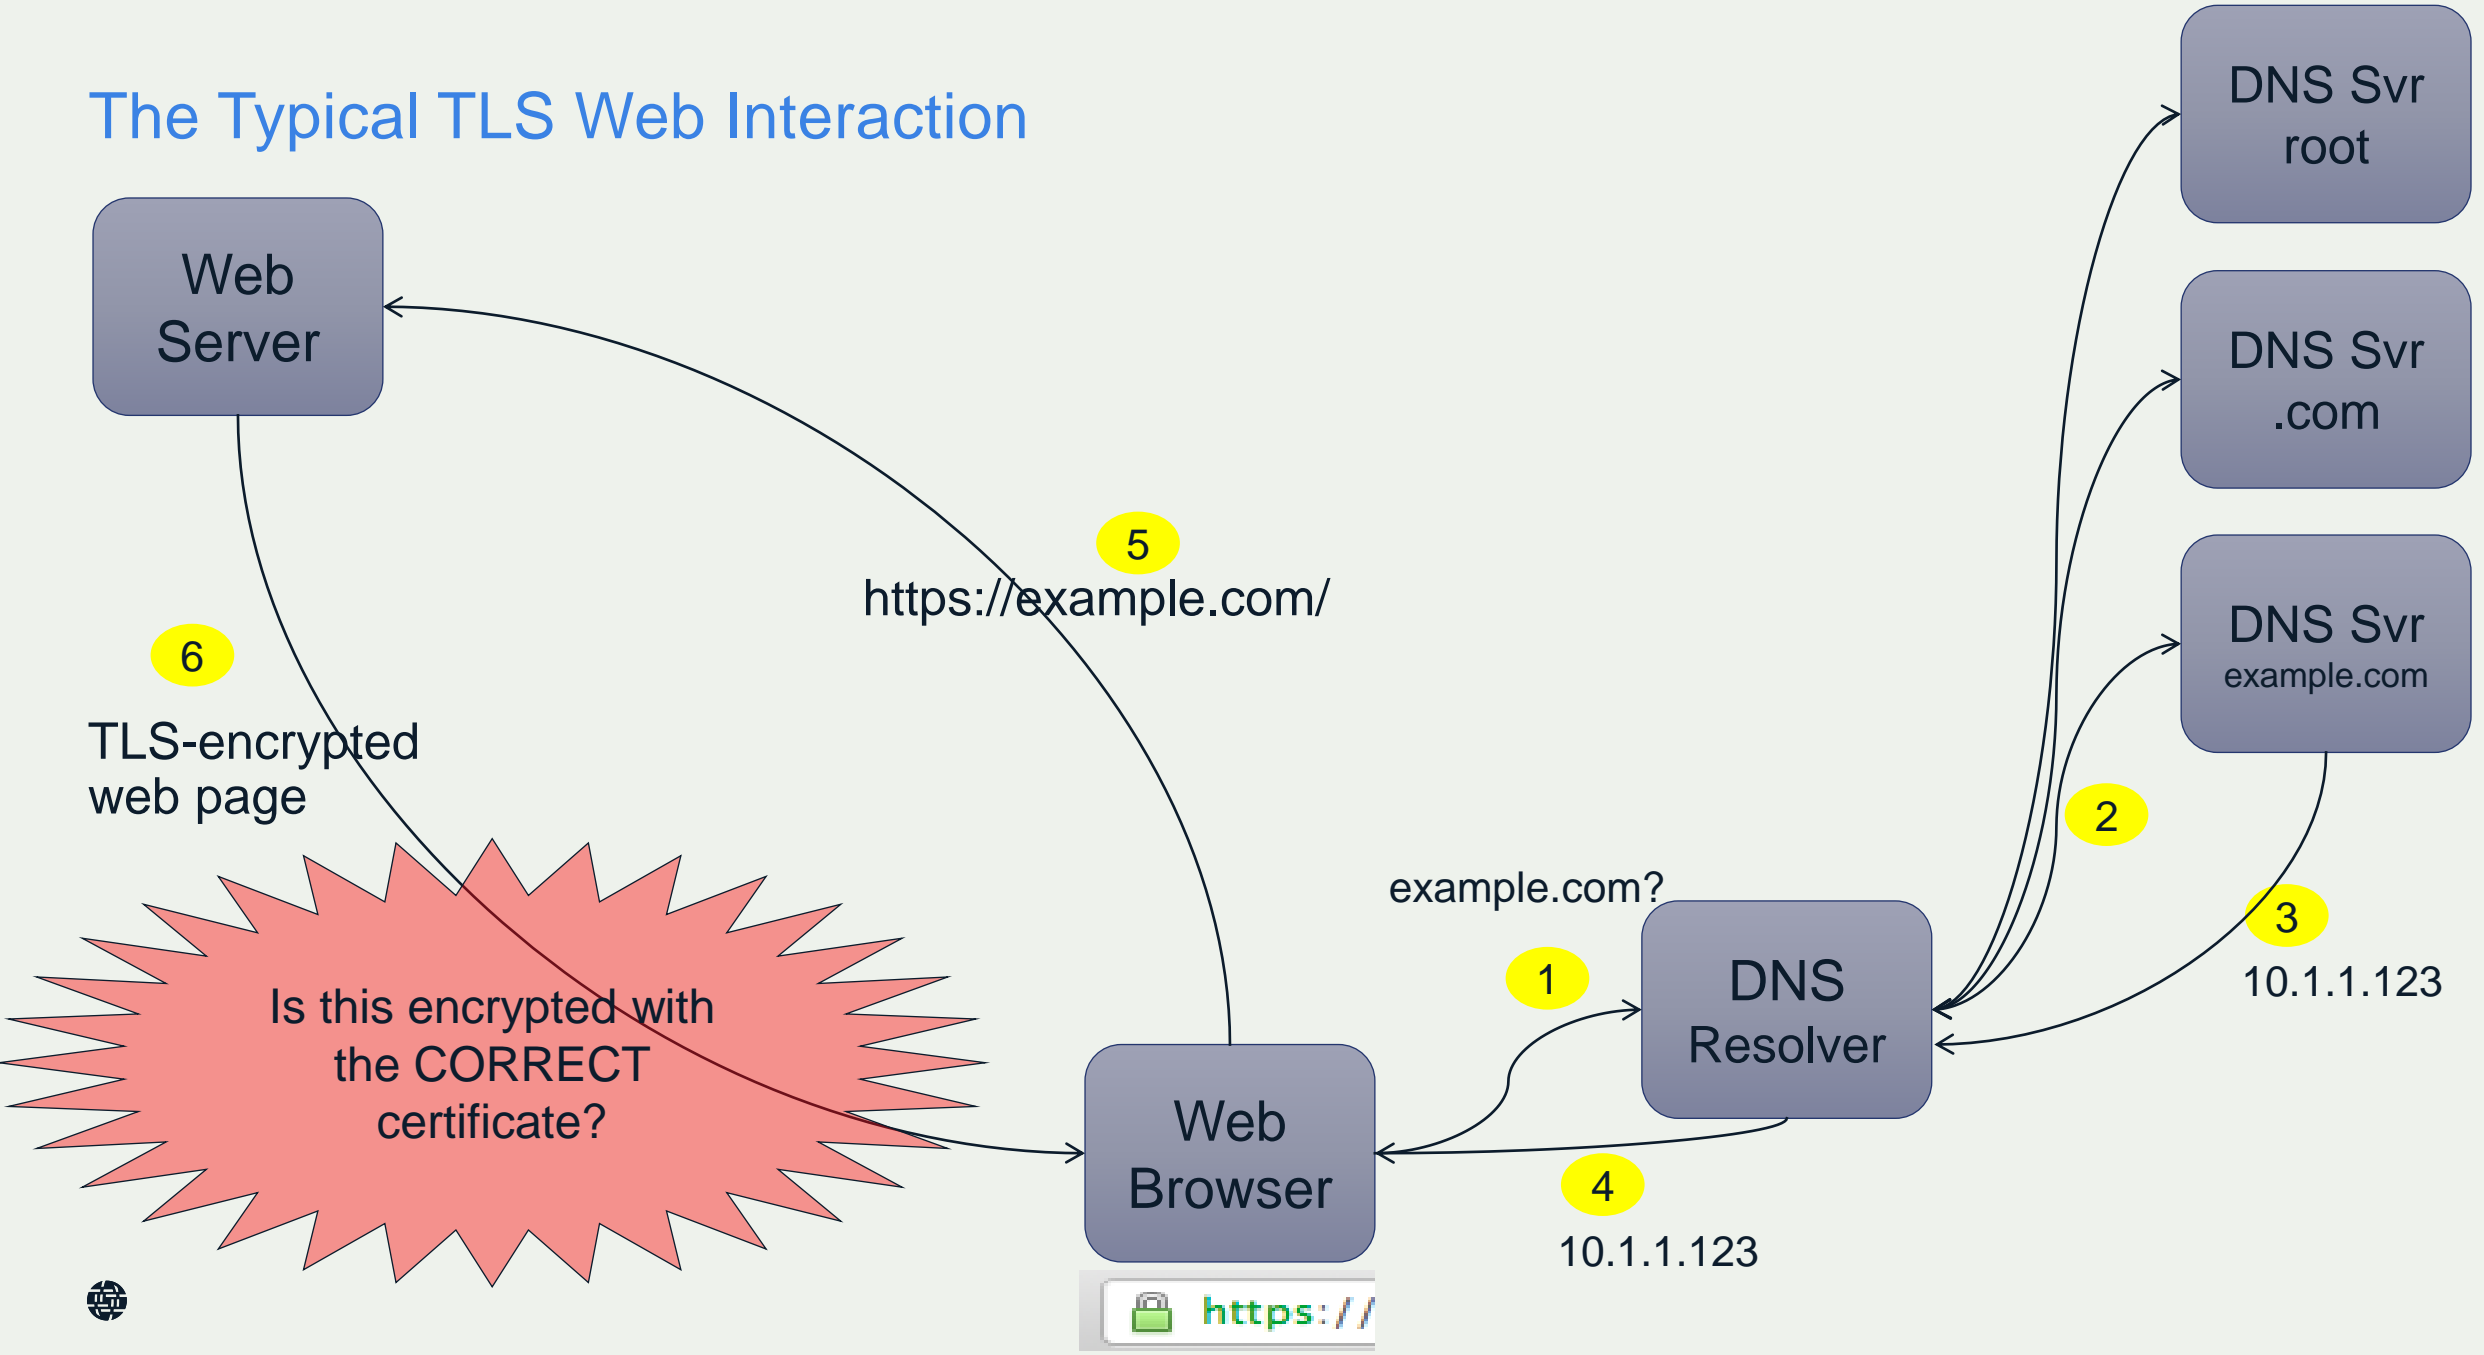 The Typical TLS Web Interaction
DNS Svr
root
Web
Server
DNS Svr
.com
5
https://example.com/
DNS Svr
example.com
6
TLS-encrypted
web page
2
example.com?
3
10.1.1.123
1
DNS
Resolver
Is this encrypted with
the CORRECT
certificate?
Web
Browser
4
10.1.1.123
https://